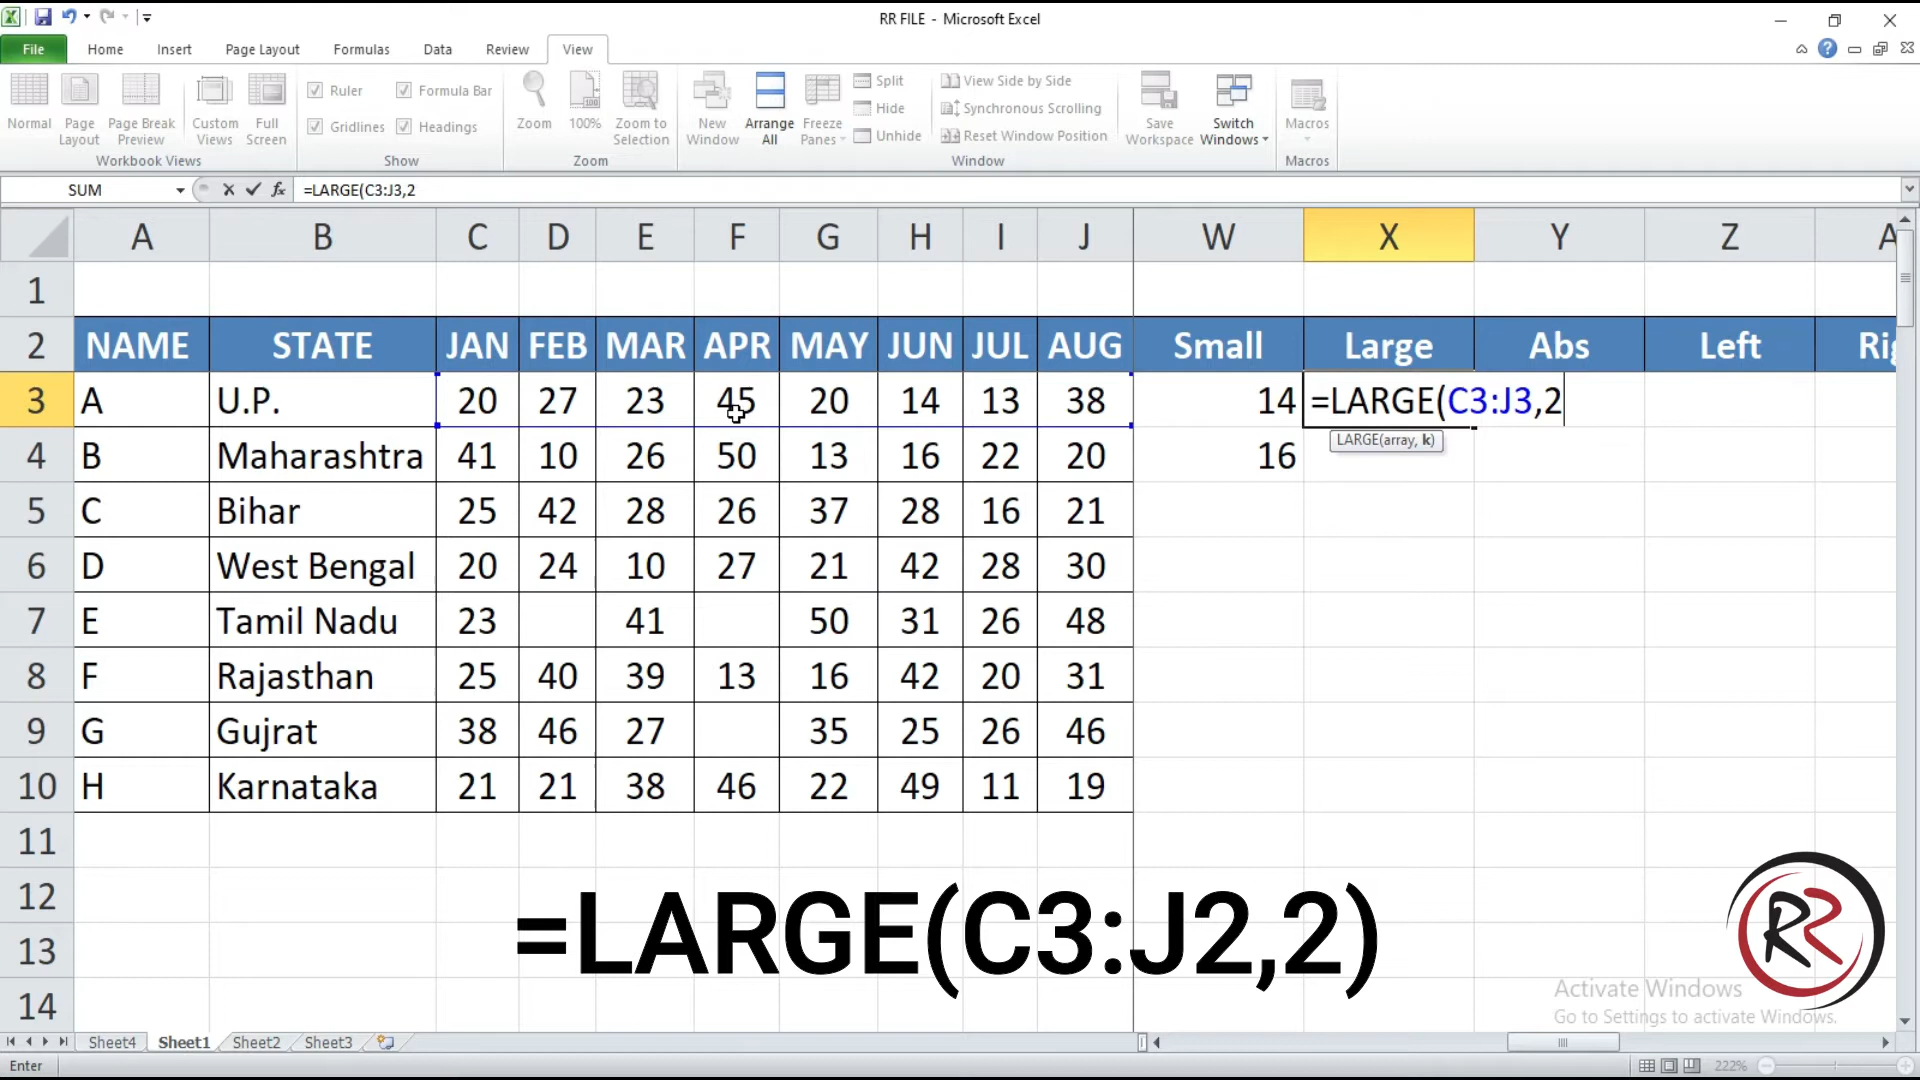 RR FILE - Microsoft Excel
File Home Insert Page Layout Formulas Data Review View
Normal Page Layout Page Break Preview Custom Views Full Screen
Workbook Views
Ruler Formula Bar
Gridlines Headings
Show
Zoom 100% Zoom to Selection
Zoom
New Window Arrange All Freeze Panes
Split
Hide
Unhide
View Side by Side
Synchronous Scrolling
Reset Window Position
Save Workspace Switch Windows
Window
Macros
Macros
SUM =LARGE(C3:J3,2
A B C D E F G H I J W X Y Z A
1
2 NAME STATE JAN FEB MAR APR MAY JUN JUL AUG Small Large Abs Left Rig
3 A U.P. 20 27 23 45 20 14 13 38 14 =LARGE(C3:J3,2
LARGE(array, k)
4 B Maharashtra 41 10 26 50 13 16 22 20 16
5 C Bihar 25 42 28 26 37 28 16 21
6 D West Bengal 20 24 10 27 21 42 28 30
7 E Tamil Nadu 23 41 50 31 26 48
8 F Rajasthan 25 40 39 13 16 42 20 31
9 G Gujrat 38 46 27 35 25 26 46
10 H Karnataka 21 21 38 46 22 49 11 19
11
12
13
14
=LARGE(C3:J2,2)
RR
Activate Windows
Go to Settings to activate Windows.
Sheet4 Sheet1 Sheet2 Sheet3
Enter 222%